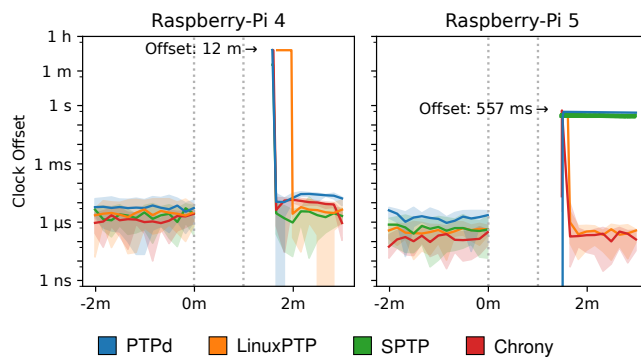 Raspberry-Pi 4
Raspberry-Pi 5
Clock Offset
1 h
1 m
1 s
1 ms
1 µs
1 ns
Offset: 12 m→
Offset: 557 ms→
-2m
0m
2m
-2m
0m
2m
PTPd
LinuxPTP
SPTP
Chrony